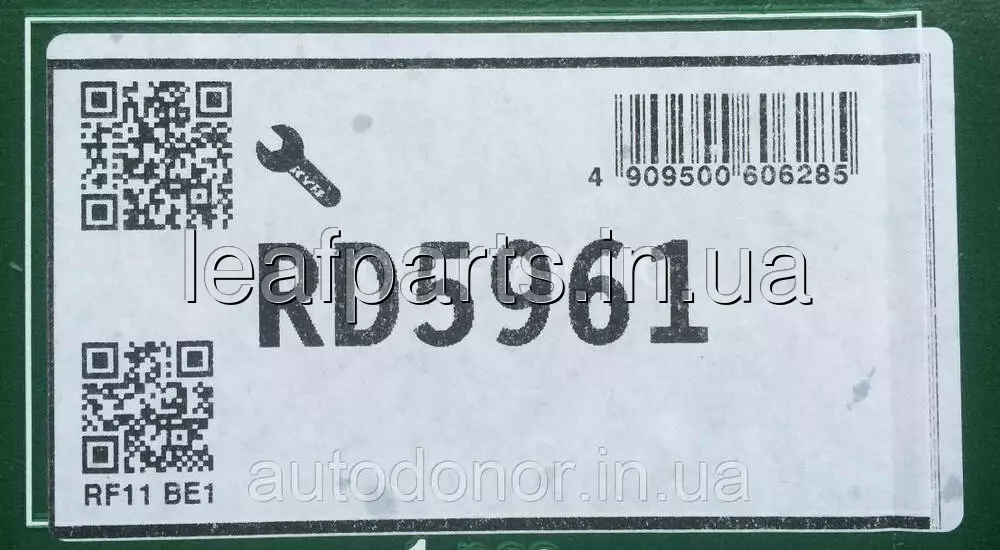 KYB
4 909500 606285
RD5961
leafparts.in.ua
autodonor.in.ua
RF11 BE1